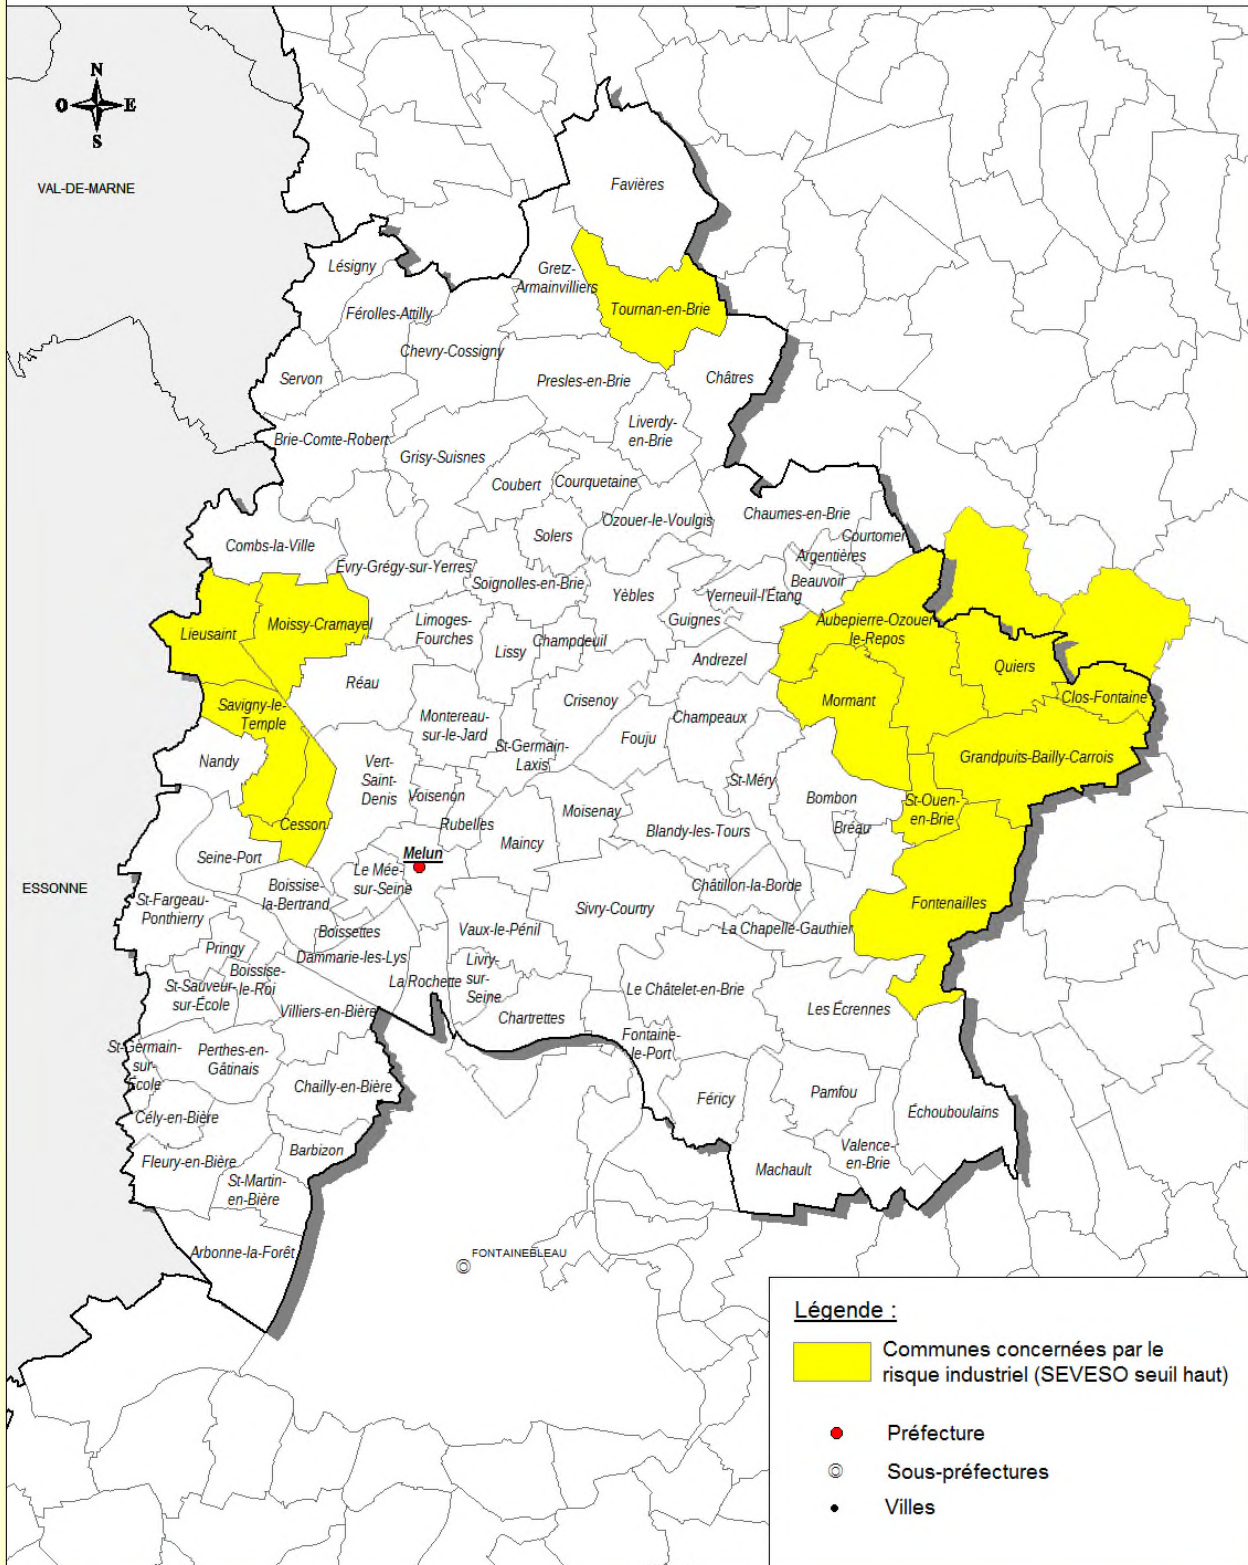 N
O
E
S
VAL-DE-MARNE
Favières
Lésigny
Gretz-
Armainvilliers
Férolles-Attilly
Tournan-en-Brie
Chevry-Cossigny
Servon
Presles-en-Brie
Châtres
Liverdy-
en-Brie
Brie-Comte-Robert
Grisy-Suisnes
Coubert
Courquetaine
Chaumes-en-Brie
Ozouer-le-Voulgis
Solers
Courtomer
Combs-la-Ville
Argentières
Évry-Grégy-sur-Yerres
Soignolles-en-Brie
Beauvoir
Yèbles
Verneuil-l'Étang
Guignes
Lieusaint
Moissy-Cramayel
Limoges-
Fourches
Champdeuil
Aubepierre-Ozouer
le-Repos
Lissy
Andrezel
Quiers
Réau
Crisenoy
Mormant
Clos-Fontaine
Savigny-le-
Temple
Montereau-
sur-le-Jard
Champeaux
Fouju
St-Germain-
Laxis
Nandy
Vert-
Saint-
Denis
Grandpuits-Bailly-Carrois
St-Méry
Voisenon
Bombon
St-Ouen-
en-Brie
Moisenay
Cesson
Rubelles
Blandy-les-Tours
Bréau
Maincy
Melun
Seine-Port
Le Mée-
sur-Seine
ESSONNE
Boissise-
la-Bertrand
Châtillon-la-Borde
St-Fargeau-
Ponthierry
Sivry-Courtry
Fontenailles
Boissettes
Vaux-le-Pénil
La Chapelle-Gauthier
Pringy
Dammarie-les-Lys
Livry-
sur-
Seine
La Rochette
Boissise-
le-Roi
St-Sauveur-
sur-École
Le Châtelet-en-Brie
Villiers-en-Bière
Chartrettes
Les Écrennes
Fontaine-
le-Port
St-Germain-
sur-
École
Perthes-en-
Gâtinais
Chailly-en-Bière
Féricy
Pamfou
Échouboulains
Cély-en-Bière
Barbizon
Valence-
en-Brie
Fleury-en-Bière
Machault
St-Martin-
en-Bière
Arbonne-la-Forêt
FONTAINEBLEAU
Légende :
Communes concernées par le
risque industriel (SEVESO seuil haut)
Préfecture
Sous-préfectures
Villes